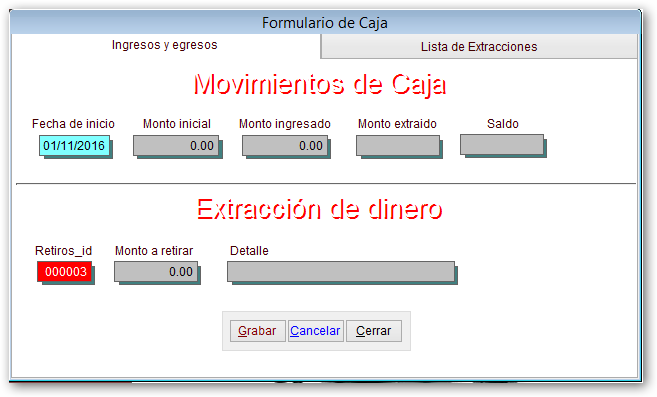 Formulario de Caja
Ingresos y egresos
Lista de Extracciones
Movimientos de Caja
Fecha de inicio Monto inicial Monto ingresado Monto extraido Saldo
01/11/2016 0.00 0.00
Extracción de dinero
Retiros_id Monto a retirar Detalle
000003 0.00
Grabar Cancelar Cerrar